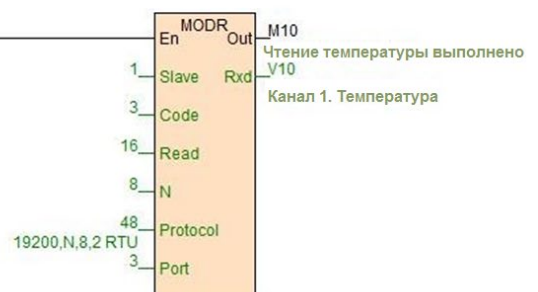 MODR
En Out M10
Чтение температуры выполнено
1 Slave Rxd V10
Канал 1. Температура
3 Code
16 Read
8 N
48 Protocol
19200,N,8,2 RTU
3 Port